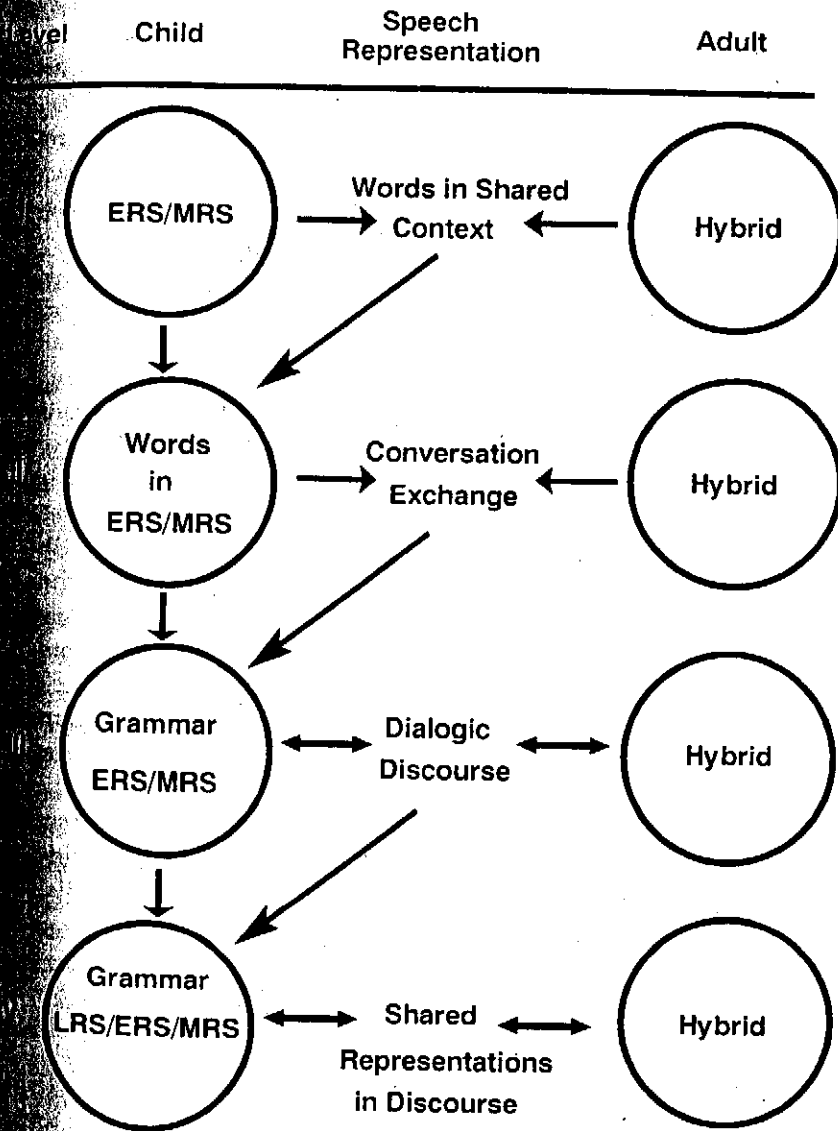 Child
Speech
Representation
Adult
ERS/MRS
Words in Shared
Context
Hybrid
Words
in
ERS/MRS
Conversation
Exchange
Hybrid
Grammar
ERS/MRS
Dialogic
Discourse
Hybrid
Grammar
LRS/ERS/MRS
Shared
Representations
in Discourse
Hybrid